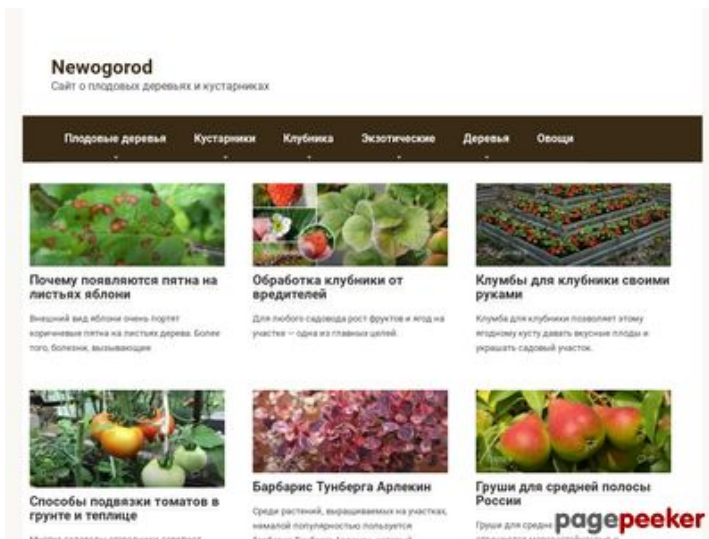 Newogorod
Сайт о плодовых деревьях и кустарниках
Плодовые деревья Кустарники Клубника Экзотические Деревья Овощи
Почему появляются пятна на
листьях яблони
Внешний вид яблони очень портят
коричневые пятна на листьях дерева. Более
того, болезни, вызывающие
Обработка клубники от
вредителей
Для любого садовода рост фруктов и ягод на
участке — одна из главных целей.
Клумбы для клубники своими
руками
Клумба для клубники позволяет этому
ягодному кусту давать вкусные плоды и
украшать садовый участок.
Способы подвязки томатов в
грунте и теплице
Барбарис Тунберга Арлекин
Среди растений, выращиваемых на участках,
немалой популярностью пользуется
Груши для средней полосы
России
Груши для
pagepeeker